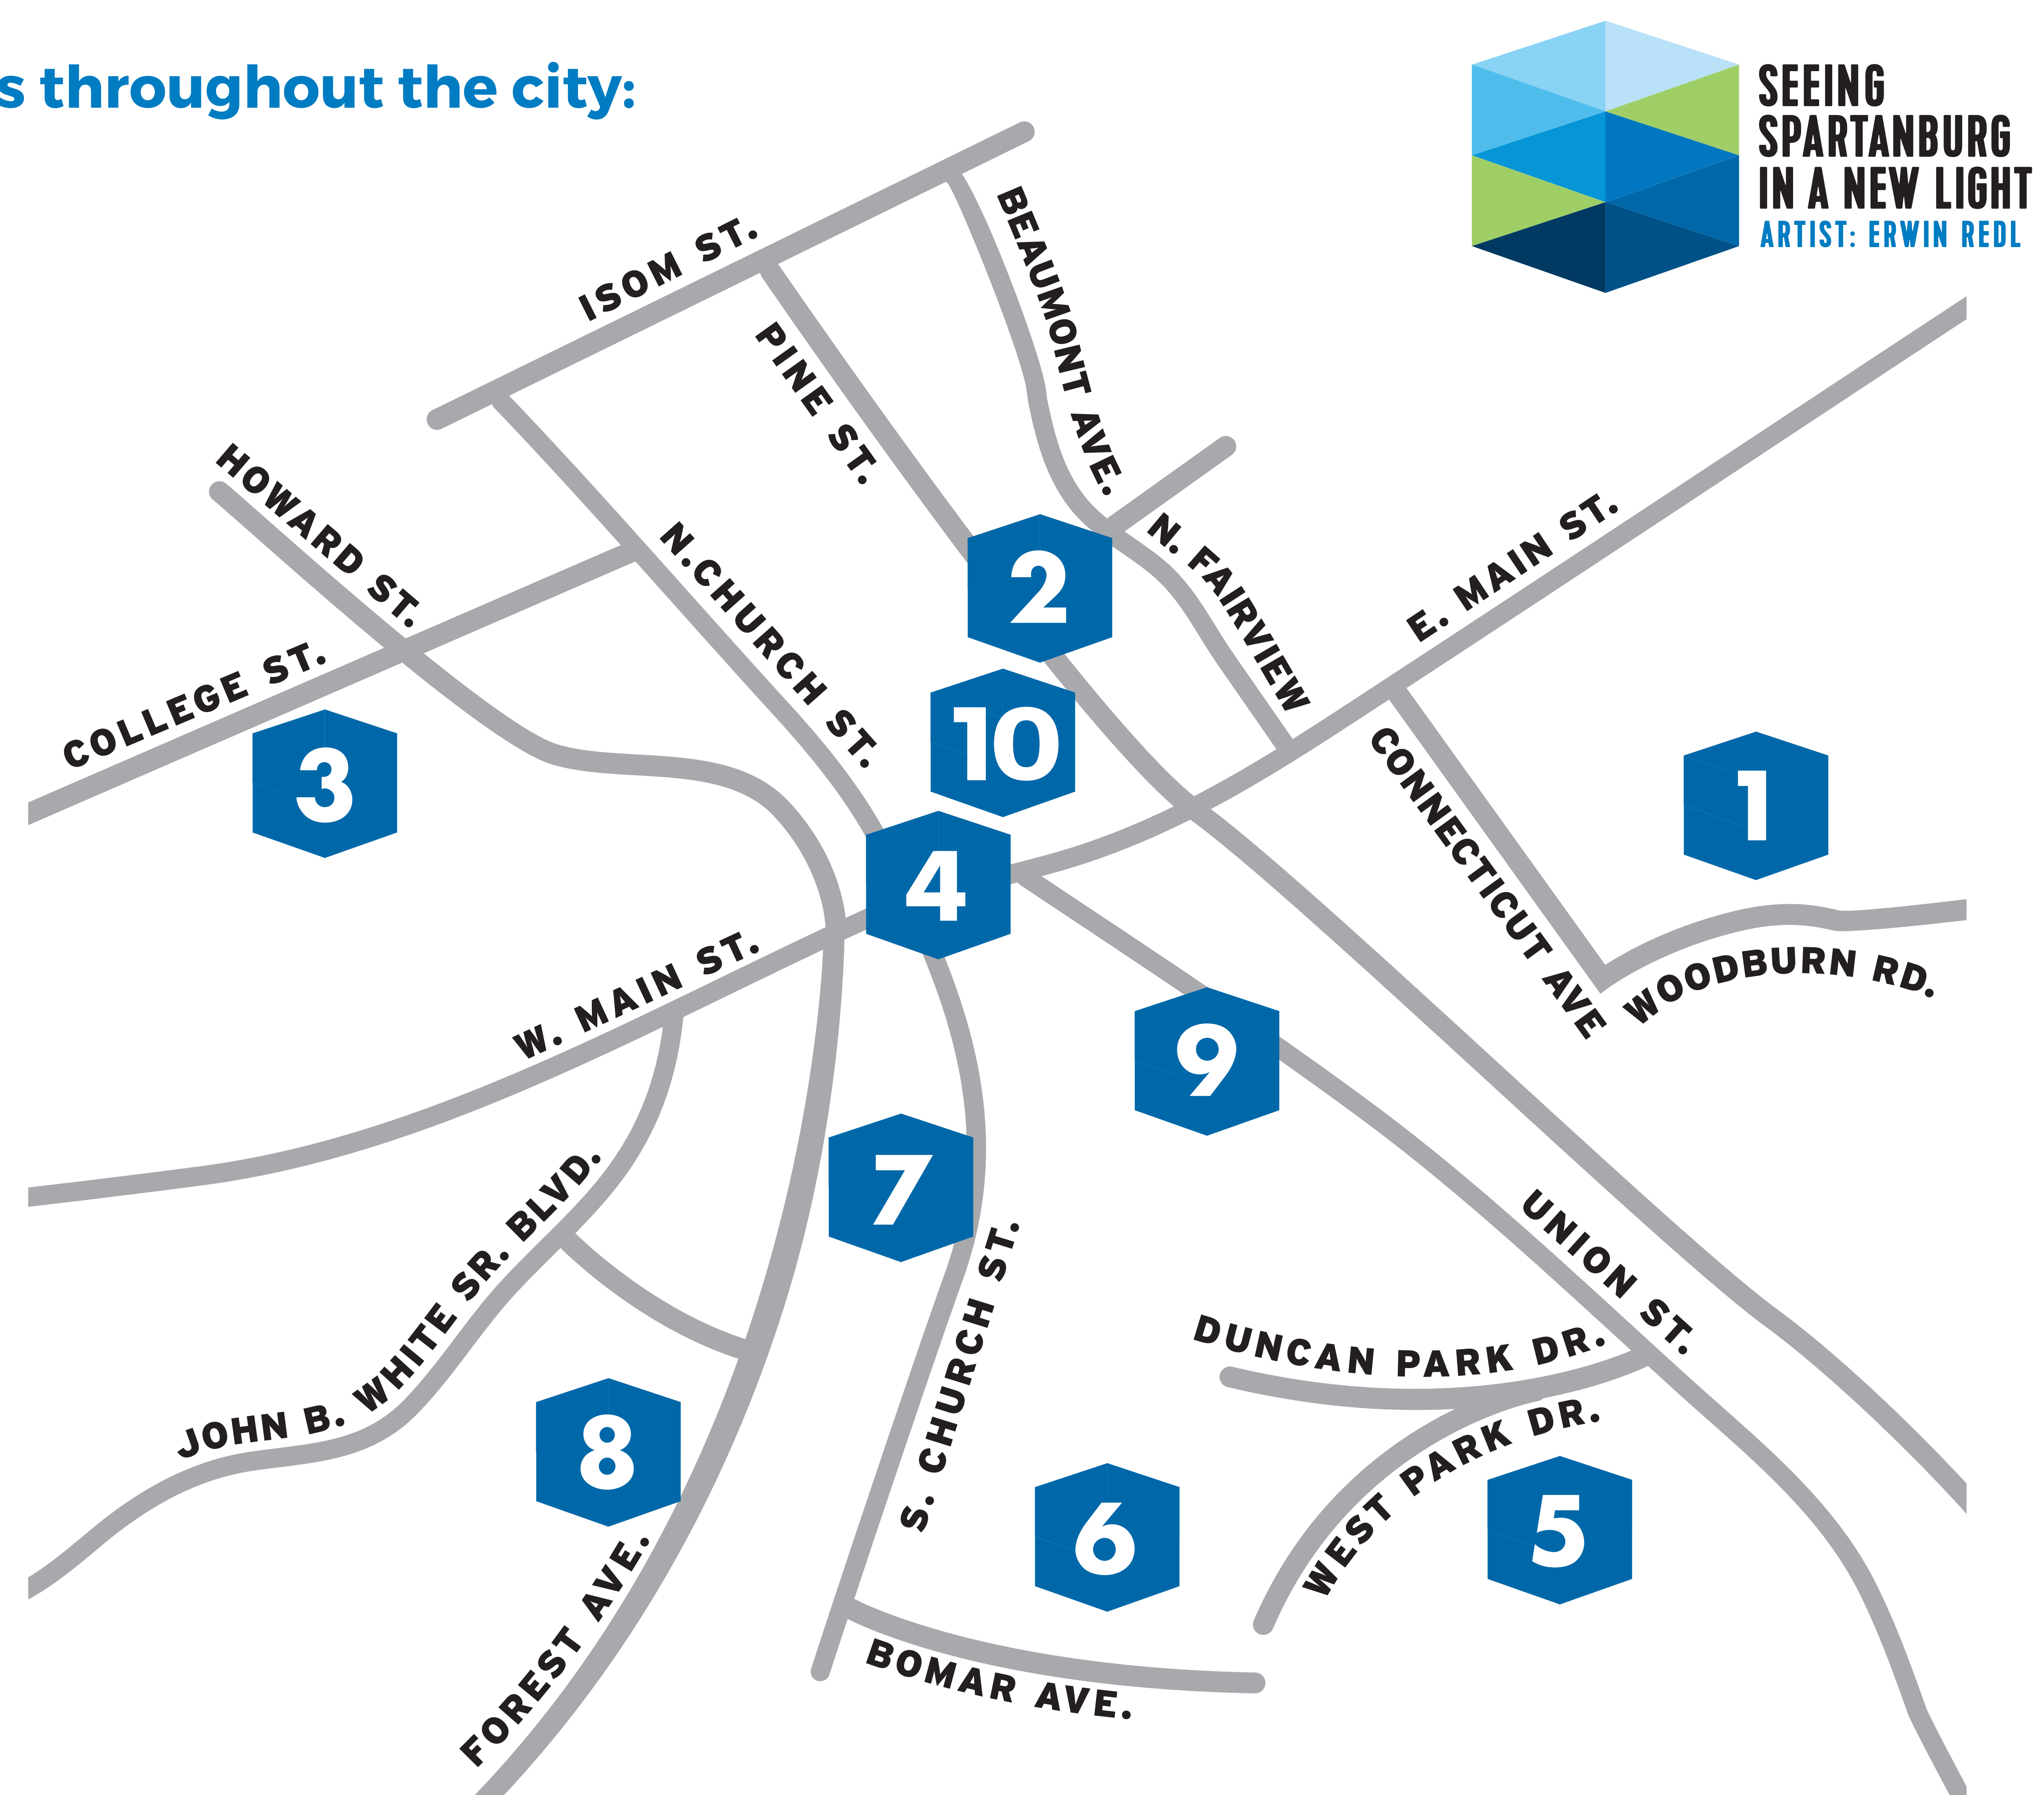 s throughout the city:
SEEING
SPARTANBURG
IN A NEW LIGHT
ARTIST: ERWIN REDL
ISOM ST.
BEAUMONT AVE.
PINE ST.
HOWARD ST.
N.CHURCH ST.
N. FAIRVIEW
E. MAIN ST.
COLLEGE ST.
2
10
3
1
4
CONNECTICUT AVE
WOODBURN RD.
W. MAIN ST.
9
7
JOHN B. WHITE SR. BLVD.
UNION ST.
S. CHURCH ST.
DUNCAN PARK DR.
WEST PARK DR.
8
6
5
FOREST AVE.
BOMAR AVE.